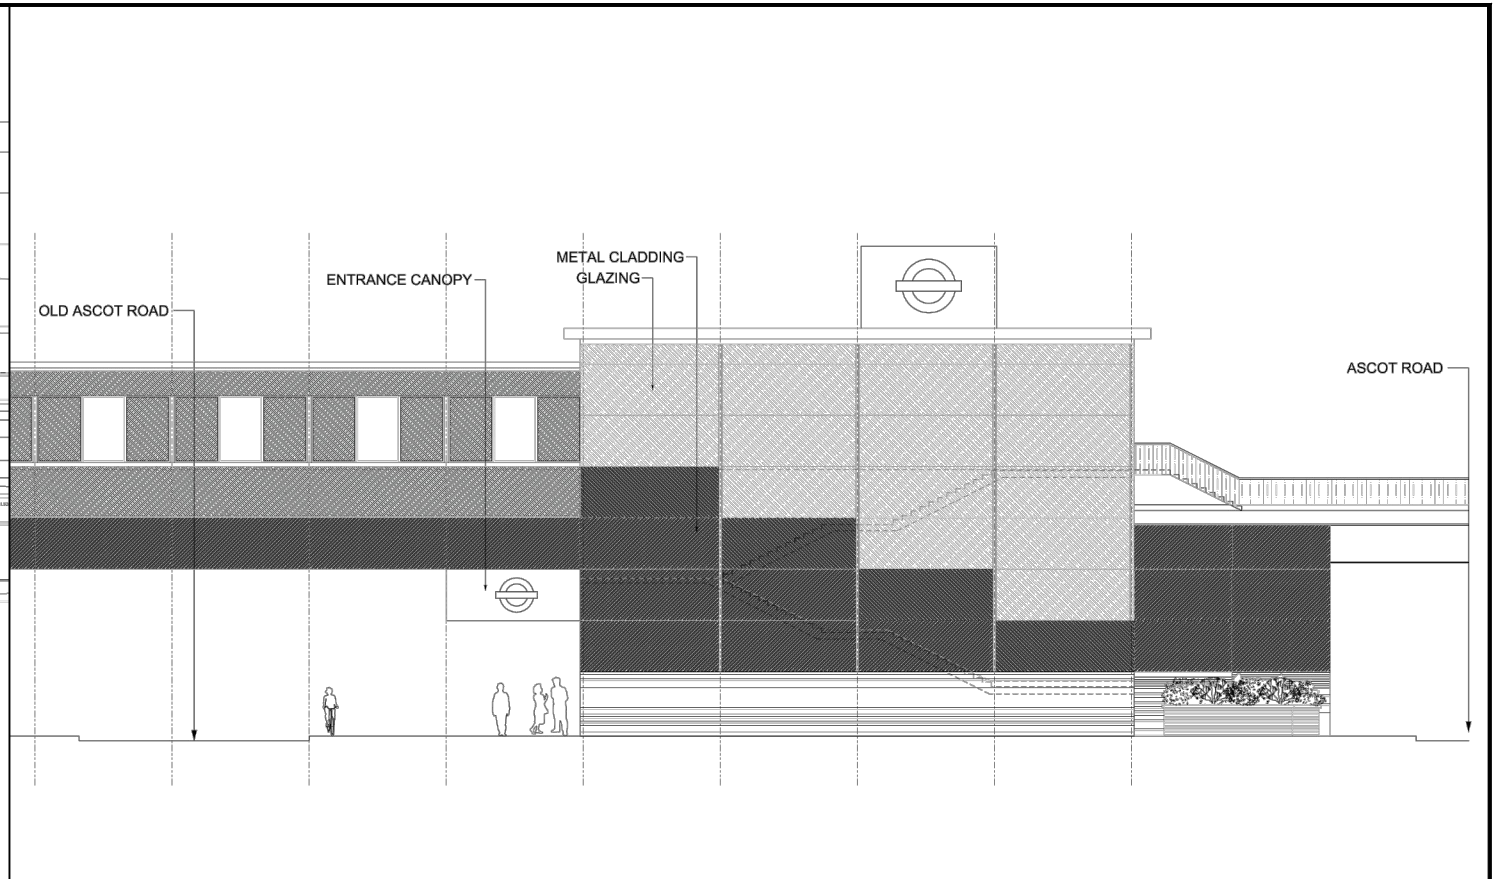 METAL CLADDING
GLAZING
ENTRANCE CANOPY
OLD ASCOT ROAD
ASCOT ROAD